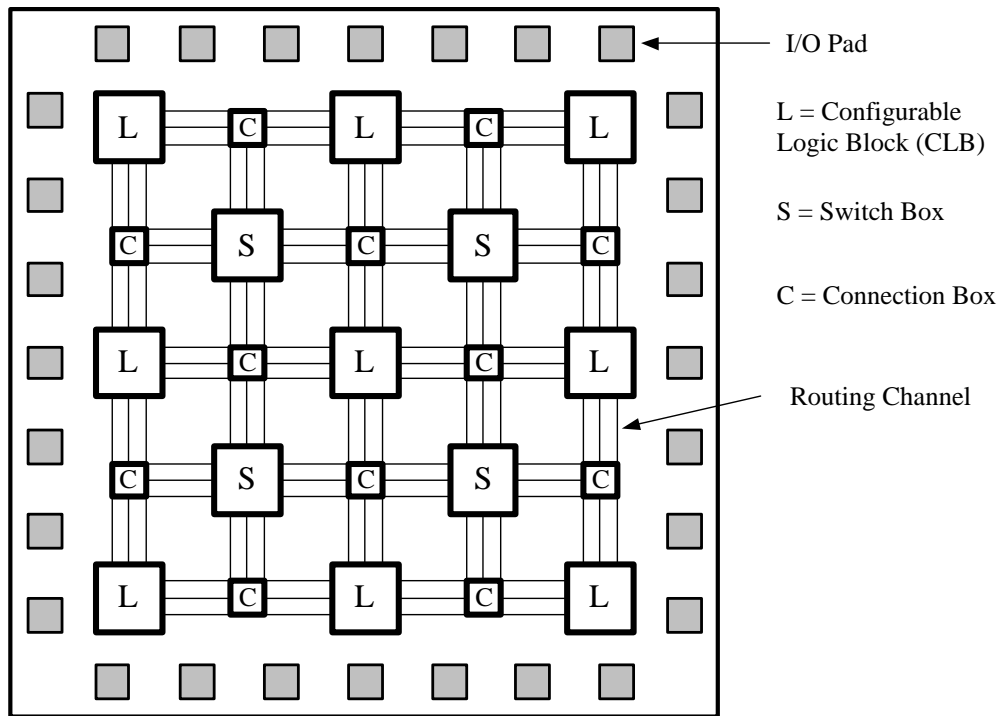 I/O Pad
L C L C L
L = Configurable
Logic Block (CLB)
S = Switch Box
C S C S C
C = Connection Box
L C L C L
Routing Channel
C S C S C
L C L C L